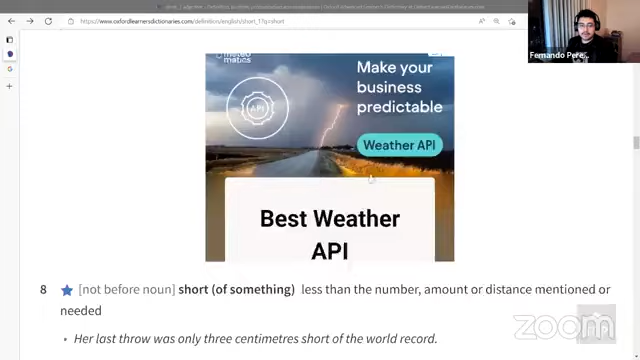 https://www.oxfordlearnersdictionaries.com/definition/english/short_1?q=short
Fernando Pere...
meteo
matics
Make your
business
predictable
API
Weather API
Best Weather
API
8 [not before noun] short (of something) less than the number, amount or distance mentioned or
needed
• Her last throw was only three centimetres short of the world record.
zoom